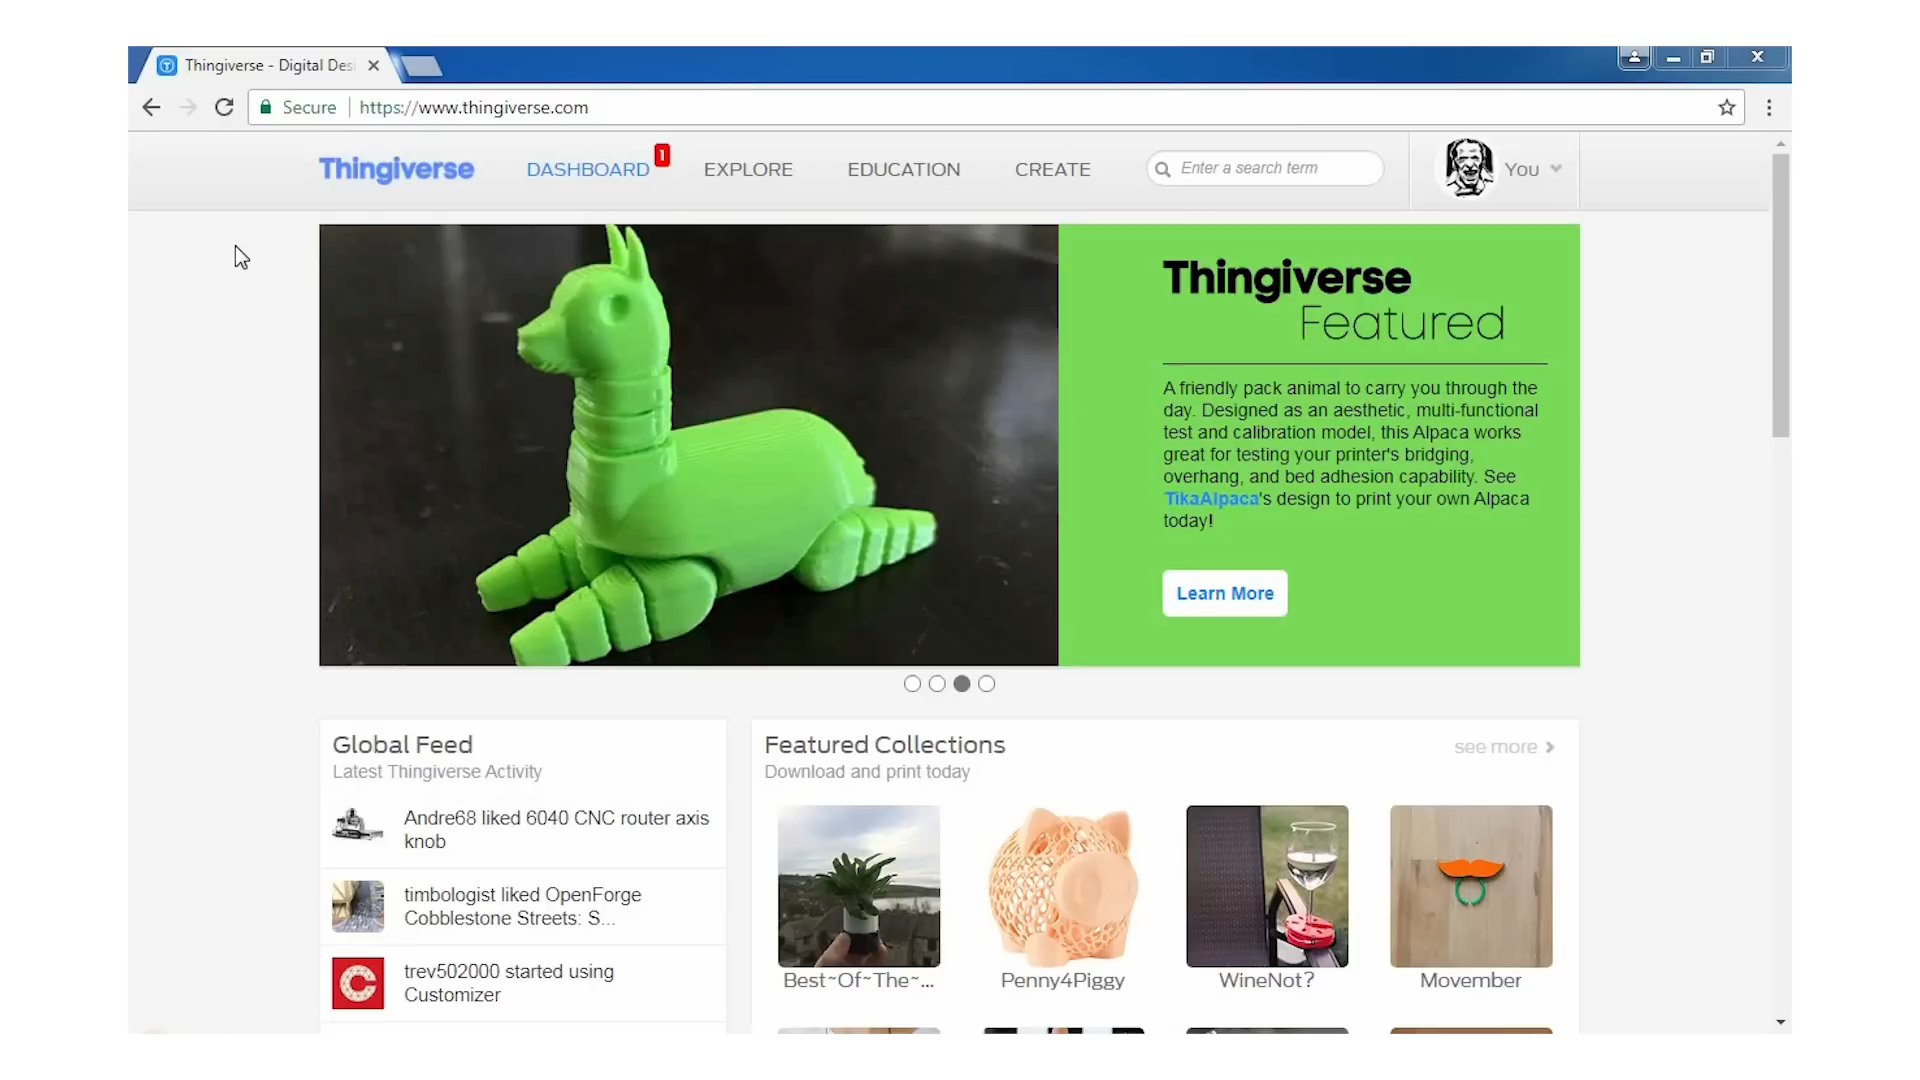 Thingiverse - Digital Des
Secure https://www.thingiverse.com
Thingiverse DASHBOARD 1 EXPLORE EDUCATION CREATE Enter a search term You
Thingiverse
Featured
A friendly pack animal to carry you through the
day. Designed as an aesthetic, multi-functional
test and calibration model, this Alpaca works
great for testing your printer's bridging,
overhang, and bed adhesion capability. See
TikaAlpaca's design to print your own Alpaca
today!
Learn More
Global Feed
Latest Thingiverse Activity
Andre68 liked 6040 CNC router axis
knob
timbologist liked OpenForge
Cobblestone Streets: S...
trev502000 started using
Customizer
Featured Collections
see more
Download and print today
Best~Of~The~...
Penny4Piggy
WineNot?
Movember